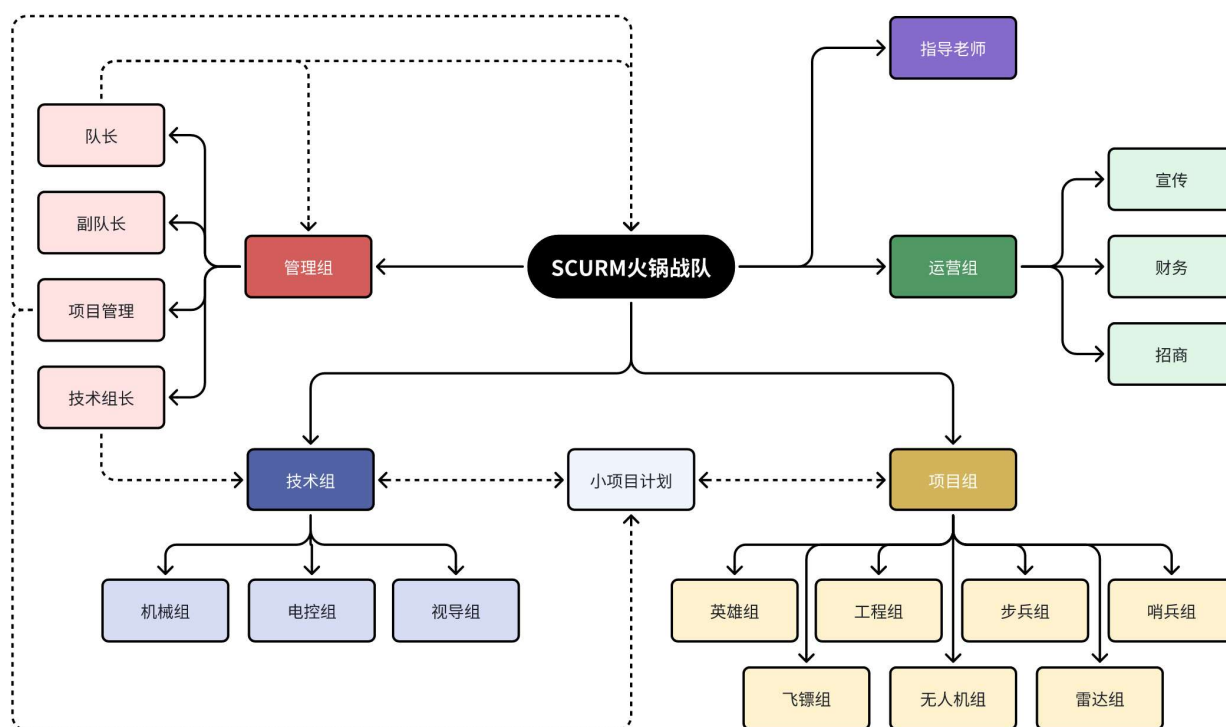 指导老师
队长
宣传
副队长
管理组
SCURM火锅战队
运营组
财务
项目管理
招商
技术组长
技术组
小项目计划
项目组
机械组
电控组
视导组
英雄组
工程组
步兵组
哨兵组
飞镖组
无人机组
雷达组